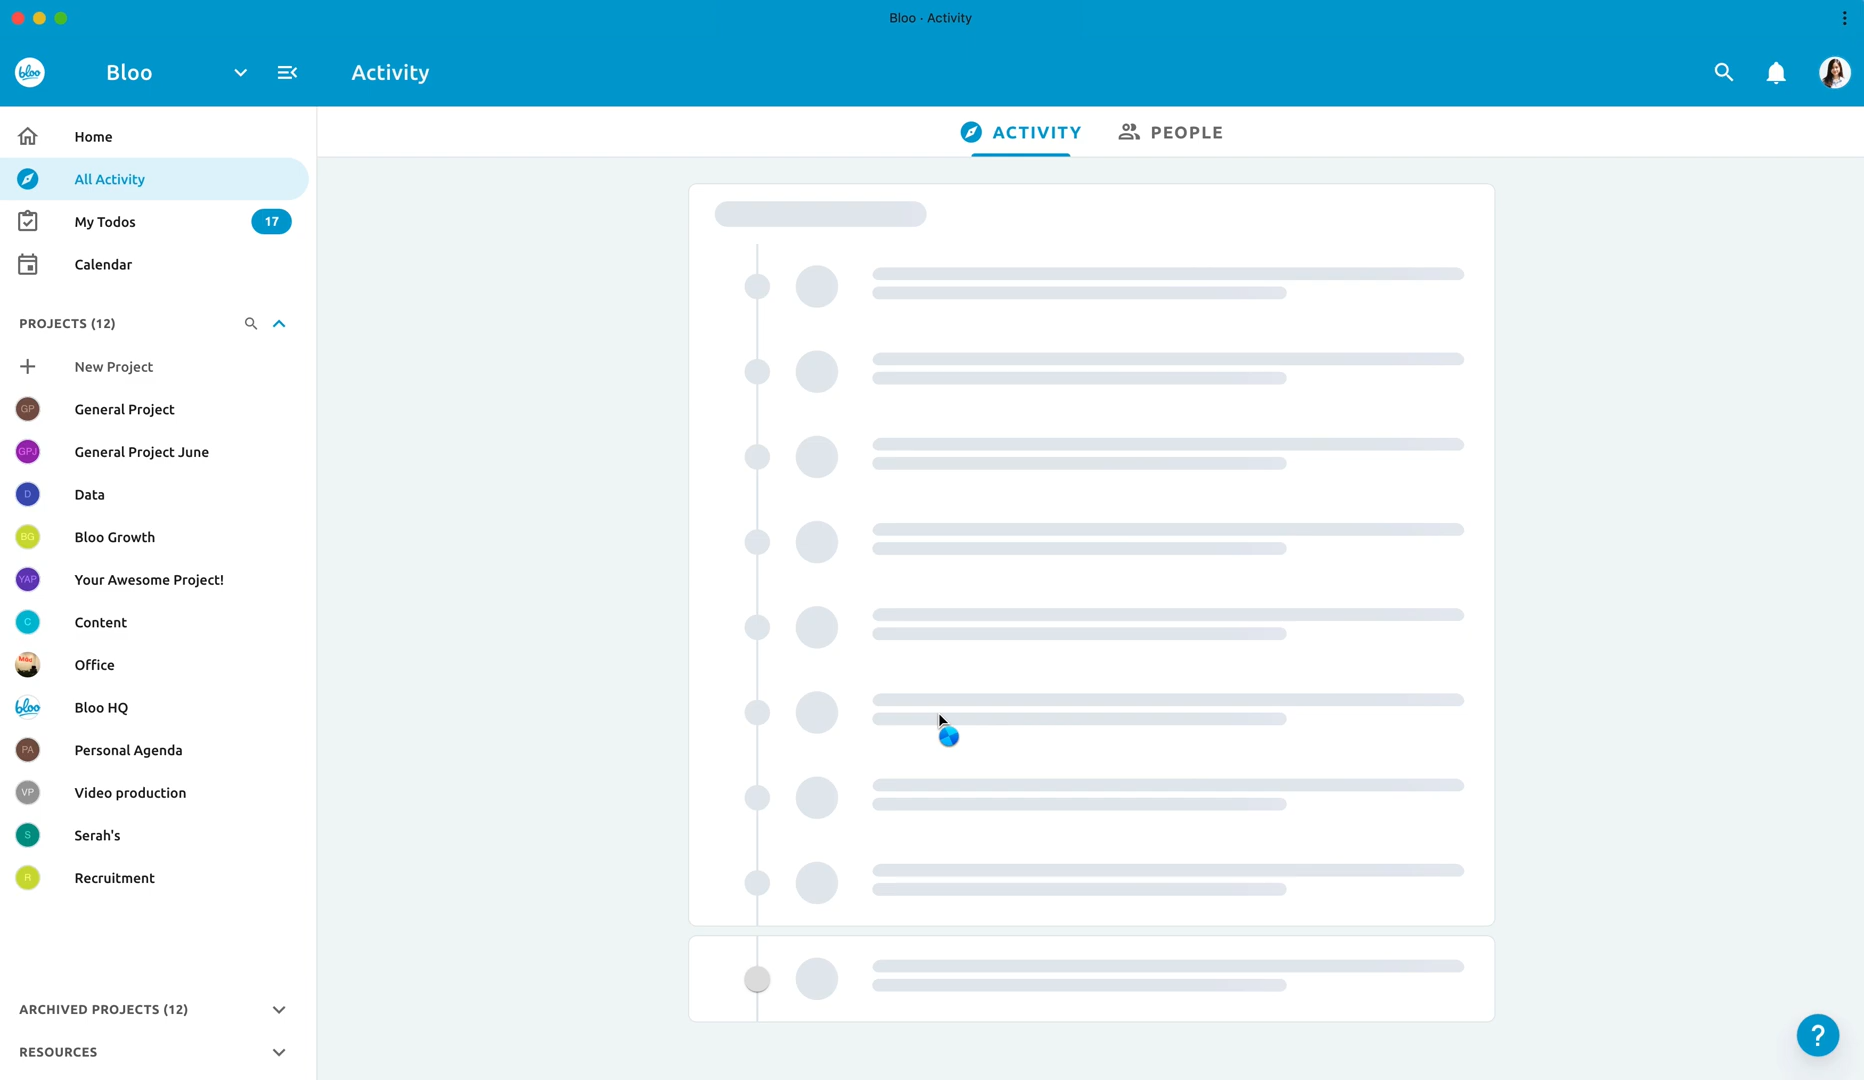 Bloo · Activity
bloo
Bloo
Activity
Home
All Activity
My Todos
17
Calendar
ACTIVITY
PEOPLE
PROJECTS (12)
New Project
GP
General Project
GPJ
General Project June
D
Data
BG
Bloo Growth
YAP
Your Awesome Project!
C
Content
Office
bloo
Bloo HQ
PA
Personal Agenda
VP
Video production
S
Serah's
R
Recruitment
ARCHIVED PROJECTS (12)
RESOURCES
?